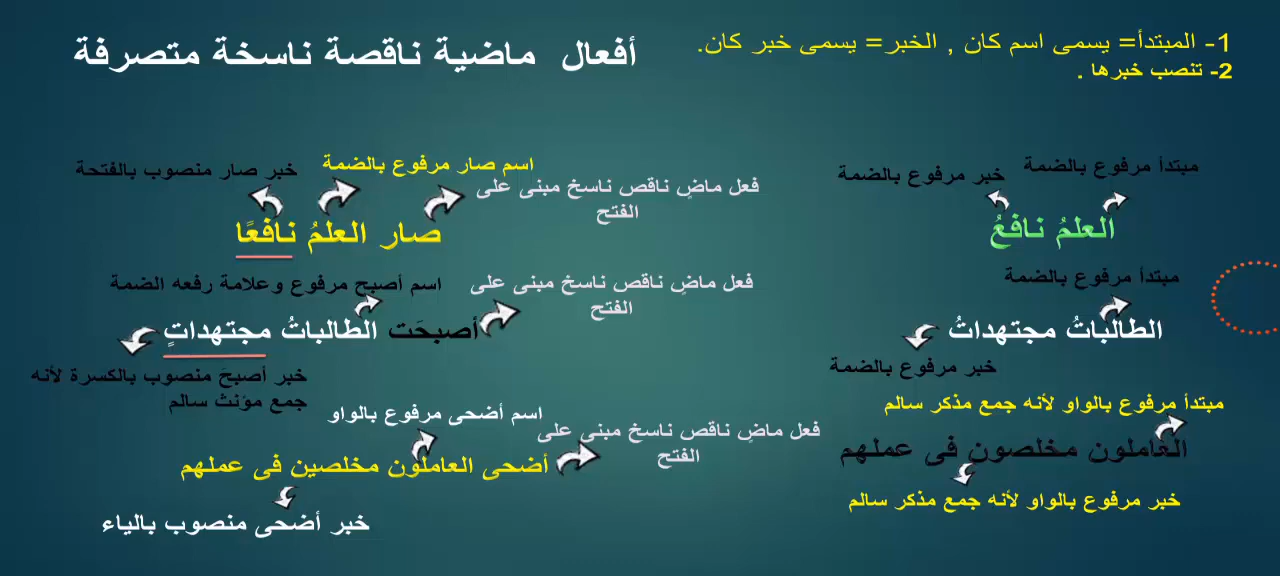 أفعال ماضية ناقصة ناسخة متصرفة
1- المبتدأ= يسمى اسم كان , الخبر= يسمى خبر كان.
2- تنصب خبرها .
مبتدأ مرفوع بالضمة
خبر مرفوع بالضمة
العلمُ نافعُ
اسم صار مرفوع بالضمة
خبر صار منصوب بالفتحة
فعل ماضٍ ناقص ناسخ مبنى على
الفتح
صار العلمُ نافعًا
مبتدأ مرفوع بالضمة
الطالباتُ مجتهداتُ
خبر مرفوع بالضمة
فعل ماضٍ ناقص ناسخ مبنى على
الفتح
اسم أصبح مرفوع وعلامة رفعه الضمة
أصبحَت الطالباتُ مجتهداتٍ
خبر أصبحَ منصوب بالكسرة لأنه
جمع مؤنث سالم
مبتدأ مرفوع بالواو لأنه جمع مذكر سالم
العاملون مخلصون فى عملهم
خبر مرفوع بالواو لأنه جمع مذكر سالم
اسم أضحى مرفوع بالواو
فعل ماضٍ ناقص ناسخ مبنى على
الفتح
أضحى العاملون مخلصين فى عملهم
خبر أضحى منصوب بالياء